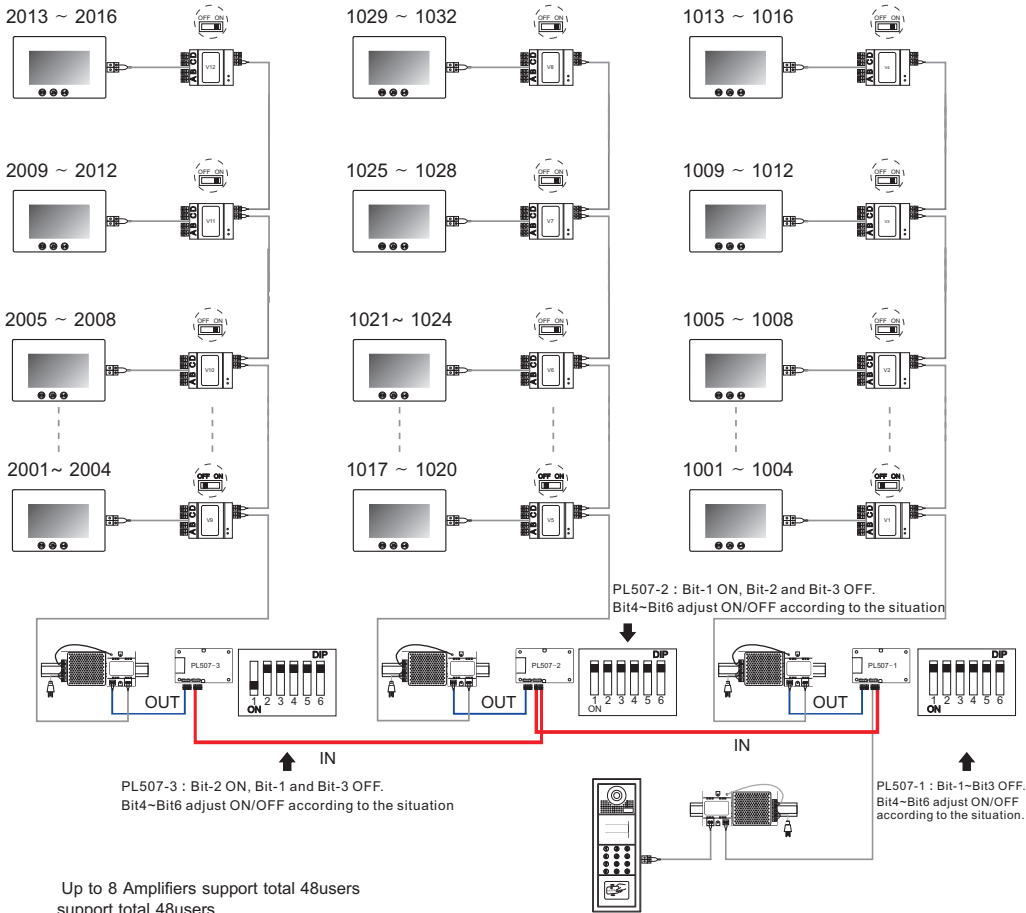 2013 ~ 2016
OFF ON
1029 ~ 1032
OFF ON
1013 ~ 1016
OFF ON
A B C D
V12
A B C D
V8
A B C D
V4
2009 ~ 2012
OFF ON
1025 ~ 1028
OFF ON
1009 ~ 1012
OFF ON
A B C D
V11
A B C D
V7
A B C D
V3
2005 ~ 2008
OFF ON
1021~ 1024
OFF ON
1005 ~ 1008
OFF ON
A B C D
V10
A B C D
V6
A B C D
V2
2001~ 2004
OFF ON
1017 ~ 1020
OFF ON
1001 ~ 1004
OFF ON
A B C D
V9
A B C D
V5
A B C D
V1
PL507-2 : Bit-1 ON, Bit-2 and Bit-3 OFF.
Bit4~Bit6 adjust ON/OFF according to the situation
PL507-3
DIP
1 2 3 4 5 6
ON
OUT
PL507-2
DIP
1 2 3 4 5 6
ON
OUT
PL507-1
DIP
1 2 3 4 5 6
ON
OUT
IN
IN
PL507-3 : Bit-2 ON, Bit-1 and Bit-3 OFF.
Bit4~Bit6 adjust ON/OFF according to the situation
PL507-1 : Bit-1~Bit3 OFF.
Bit4~Bit6 adjust ON/OFF
according to the situation.
Up to 8 Amplifiers support total 48users
support total 48users